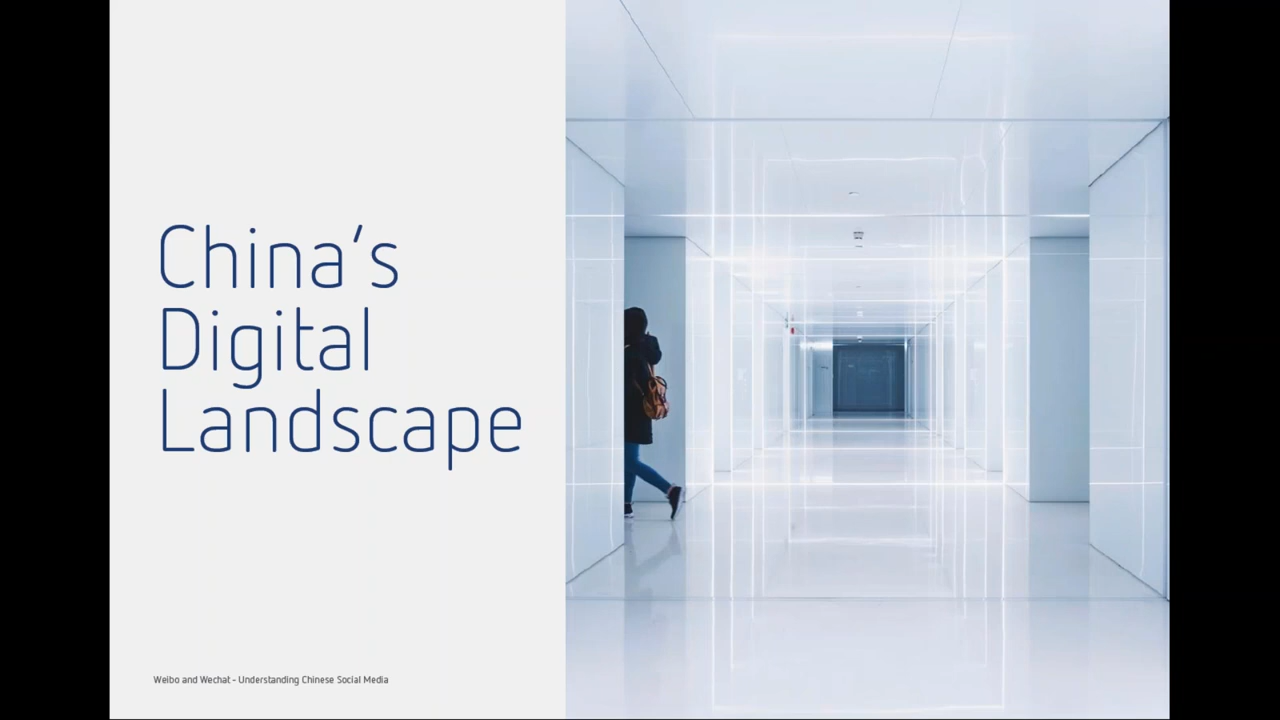 China's
Digital
Landscape
Weibo and Wechat - Understanding Chinese Social Media